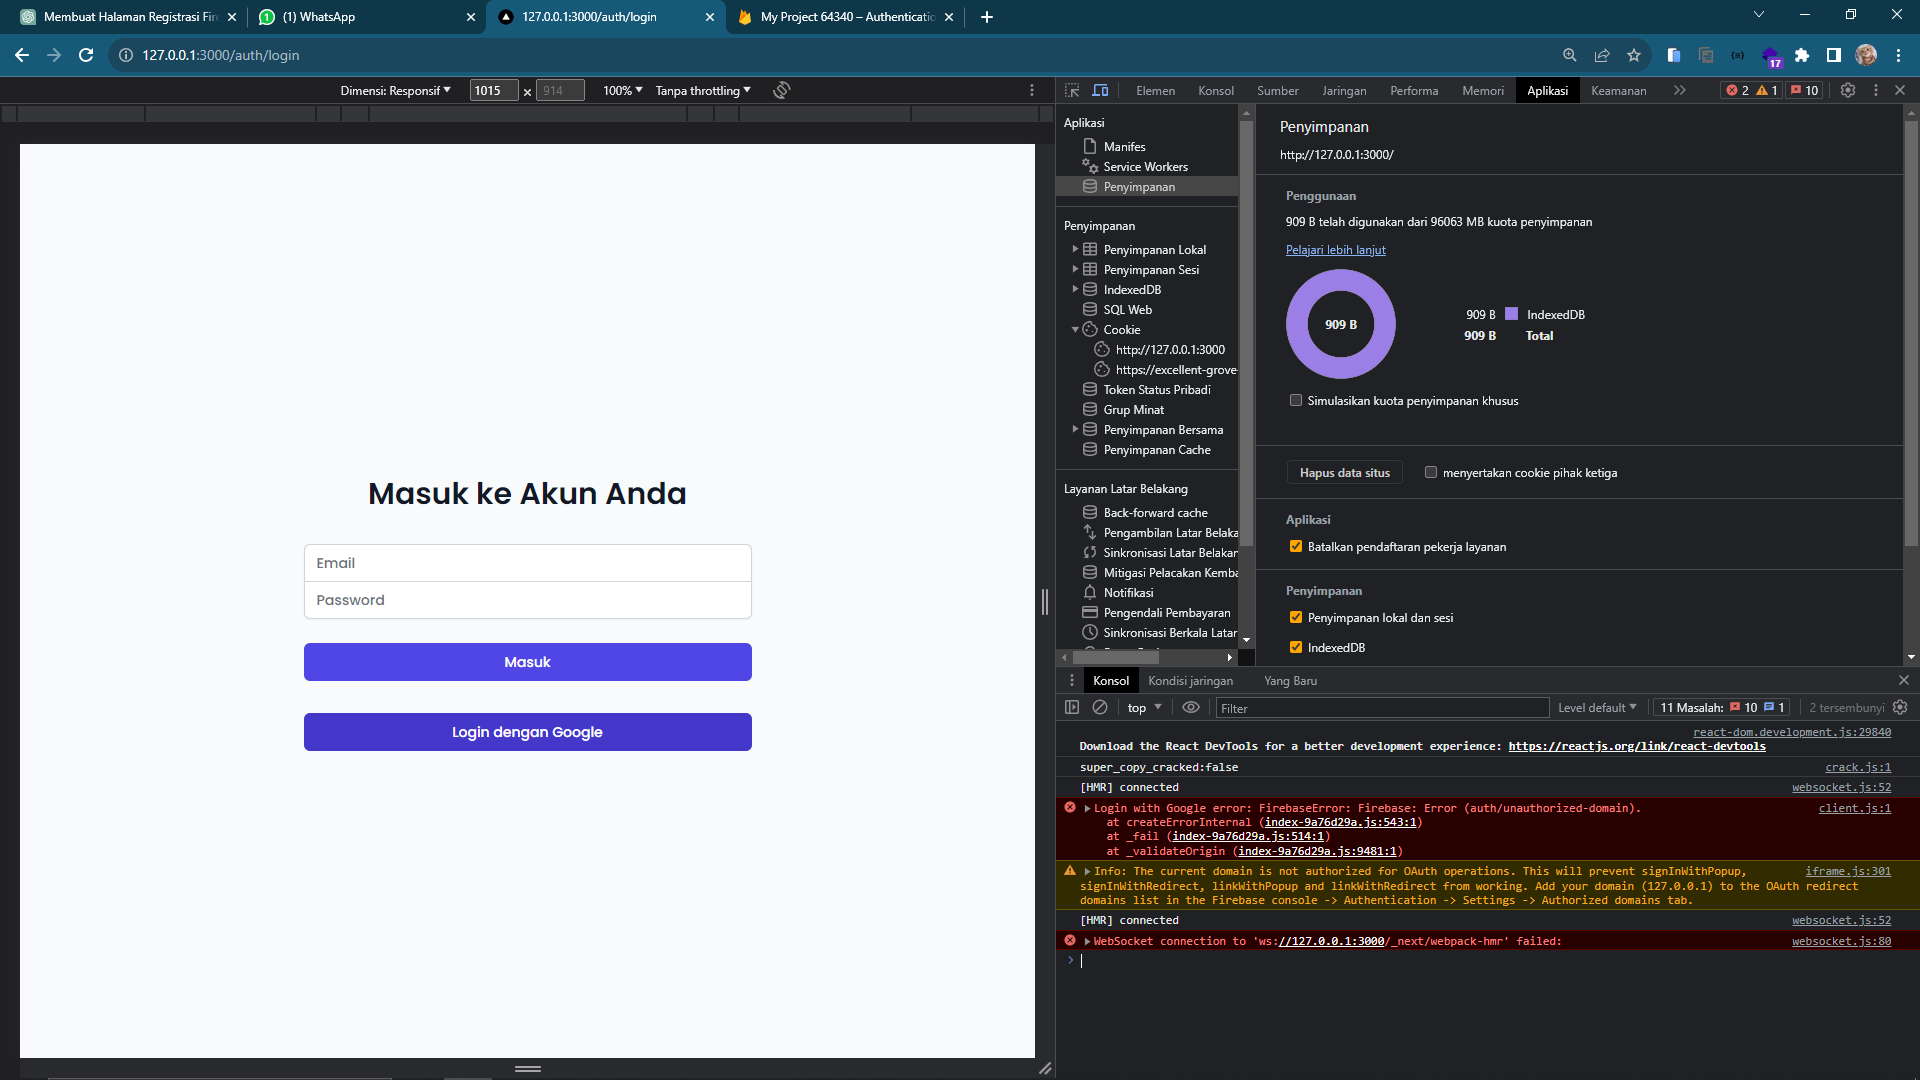 Membuat Halaman Registrasi Fire
(1) WhatsApp
127.0.0.1:3000/auth/login
My Project 64340 – Authenticatio
127.0.0.1:3000/auth/login
17
Dimensi: Responsif
1015
×
914
100%
Tanpa throttling
Elemen
Konsol
Sumber
Jaringan
Performa
Memori
Aplikasi
Keamanan
2
1
10
Aplikasi
Manifes
Service Workers
Penyimpanan
Penyimpanan
Penyimpanan Lokal
Penyimpanan Sesi
IndexedDB
SQL Web
Cookie
http://127.0.0.1:3000
https://excellent-grove-
Token Status Pribadi
Grup Minat
Penyimpanan Bersama
Penyimpanan Cache
Layanan Latar Belakang
Back-forward cache
Pengambilan Latar Belaka
Sinkronisasi Latar Belakan
Mitigasi Pelacakan Kemba
Notifikasi
Pengendali Pembayaran
Sinkronisasi Berkala Latar
Penyimpanan
http://127.0.0.1:3000/
Penggunaan
909 B telah digunakan dari 96063 MB kuota penyimpanan
Pelajari lebih lanjut
909 B
909 B IndexedDB
909 B Total
Simulasikan kuota penyimpanan khusus
Hapus data situs
menyertakan cookie pihak ketiga
Aplikasi
Batalkan pendaftaran pekerja layanan
Penyimpanan
Penyimpanan lokal dan sesi
IndexedDB
Masuk ke Akun Anda
Email
Password
Masuk
Login dengan Google
Konsol
Kondisi jaringan
Yang Baru
top
Filter
Level default
11 Masalah: 10 1
2 tersembunyi
react-dom.development.js:29840
Download the React DevTools for a better development experience: https://reactjs.org/link/react-devtools
super_copy_cracked:false crack.js:1
[HMR] connected websocket.js:52
Login with Google error: FirebaseError: Firebase: Error (auth/unauthorized-domain). client.js:1
at createErrorInternal (index-9a76d29a.js:543:1)
at _fail (index-9a76d29a.js:514:1)
at _validateOrigin (index-9a76d29a.js:9481:1)
Info: The current domain is not authorized for OAuth operations. This will prevent signInWithPopup, iframe.js:301
signInWithRedirect, linkWithPopup and linkWithRedirect from working. Add your domain (127.0.0.1) to the OAuth redirect
domains list in the Firebase console -> Authentication -> Settings -> Authorized domains tab.
[HMR] connected websocket.js:52
WebSocket connection to 'ws://127.0.0.1:3000/_next/webpack-hmr' failed: websocket.js:80